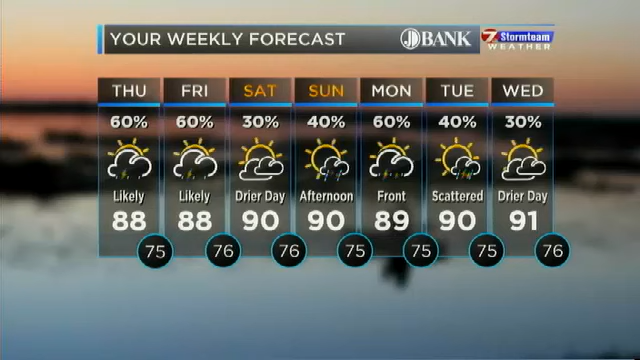 YOUR WEEKLY FORECAST
JD BANK
7 Stormteam
WEATHER
THU FRI SAT SUN MON TUE WED
60% 60% 30% 40% 60% 40% 30%
Likely Likely Drier Day Afternoon Front Scattered Drier Day
88 88 90 90 89 90 91
75 76 76 75 75 75 76